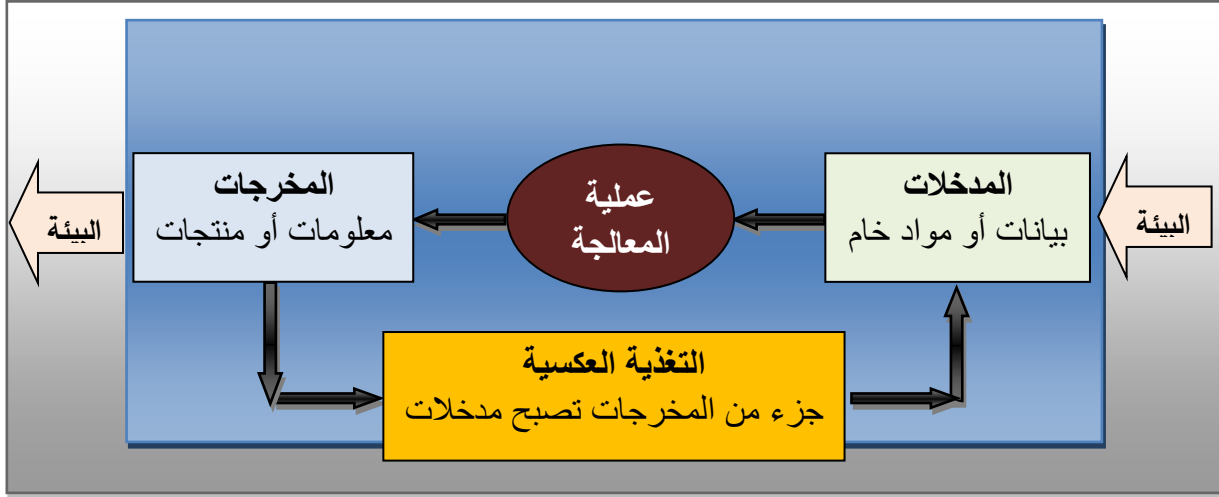 البيئة
المدخلات
بيانات أو مواد خام
عملية
المعالجة
المخرجات
معلومات أو منتجات
البيئة
التغذية العكسية
جزء من المخرجات تصبح مدخلات